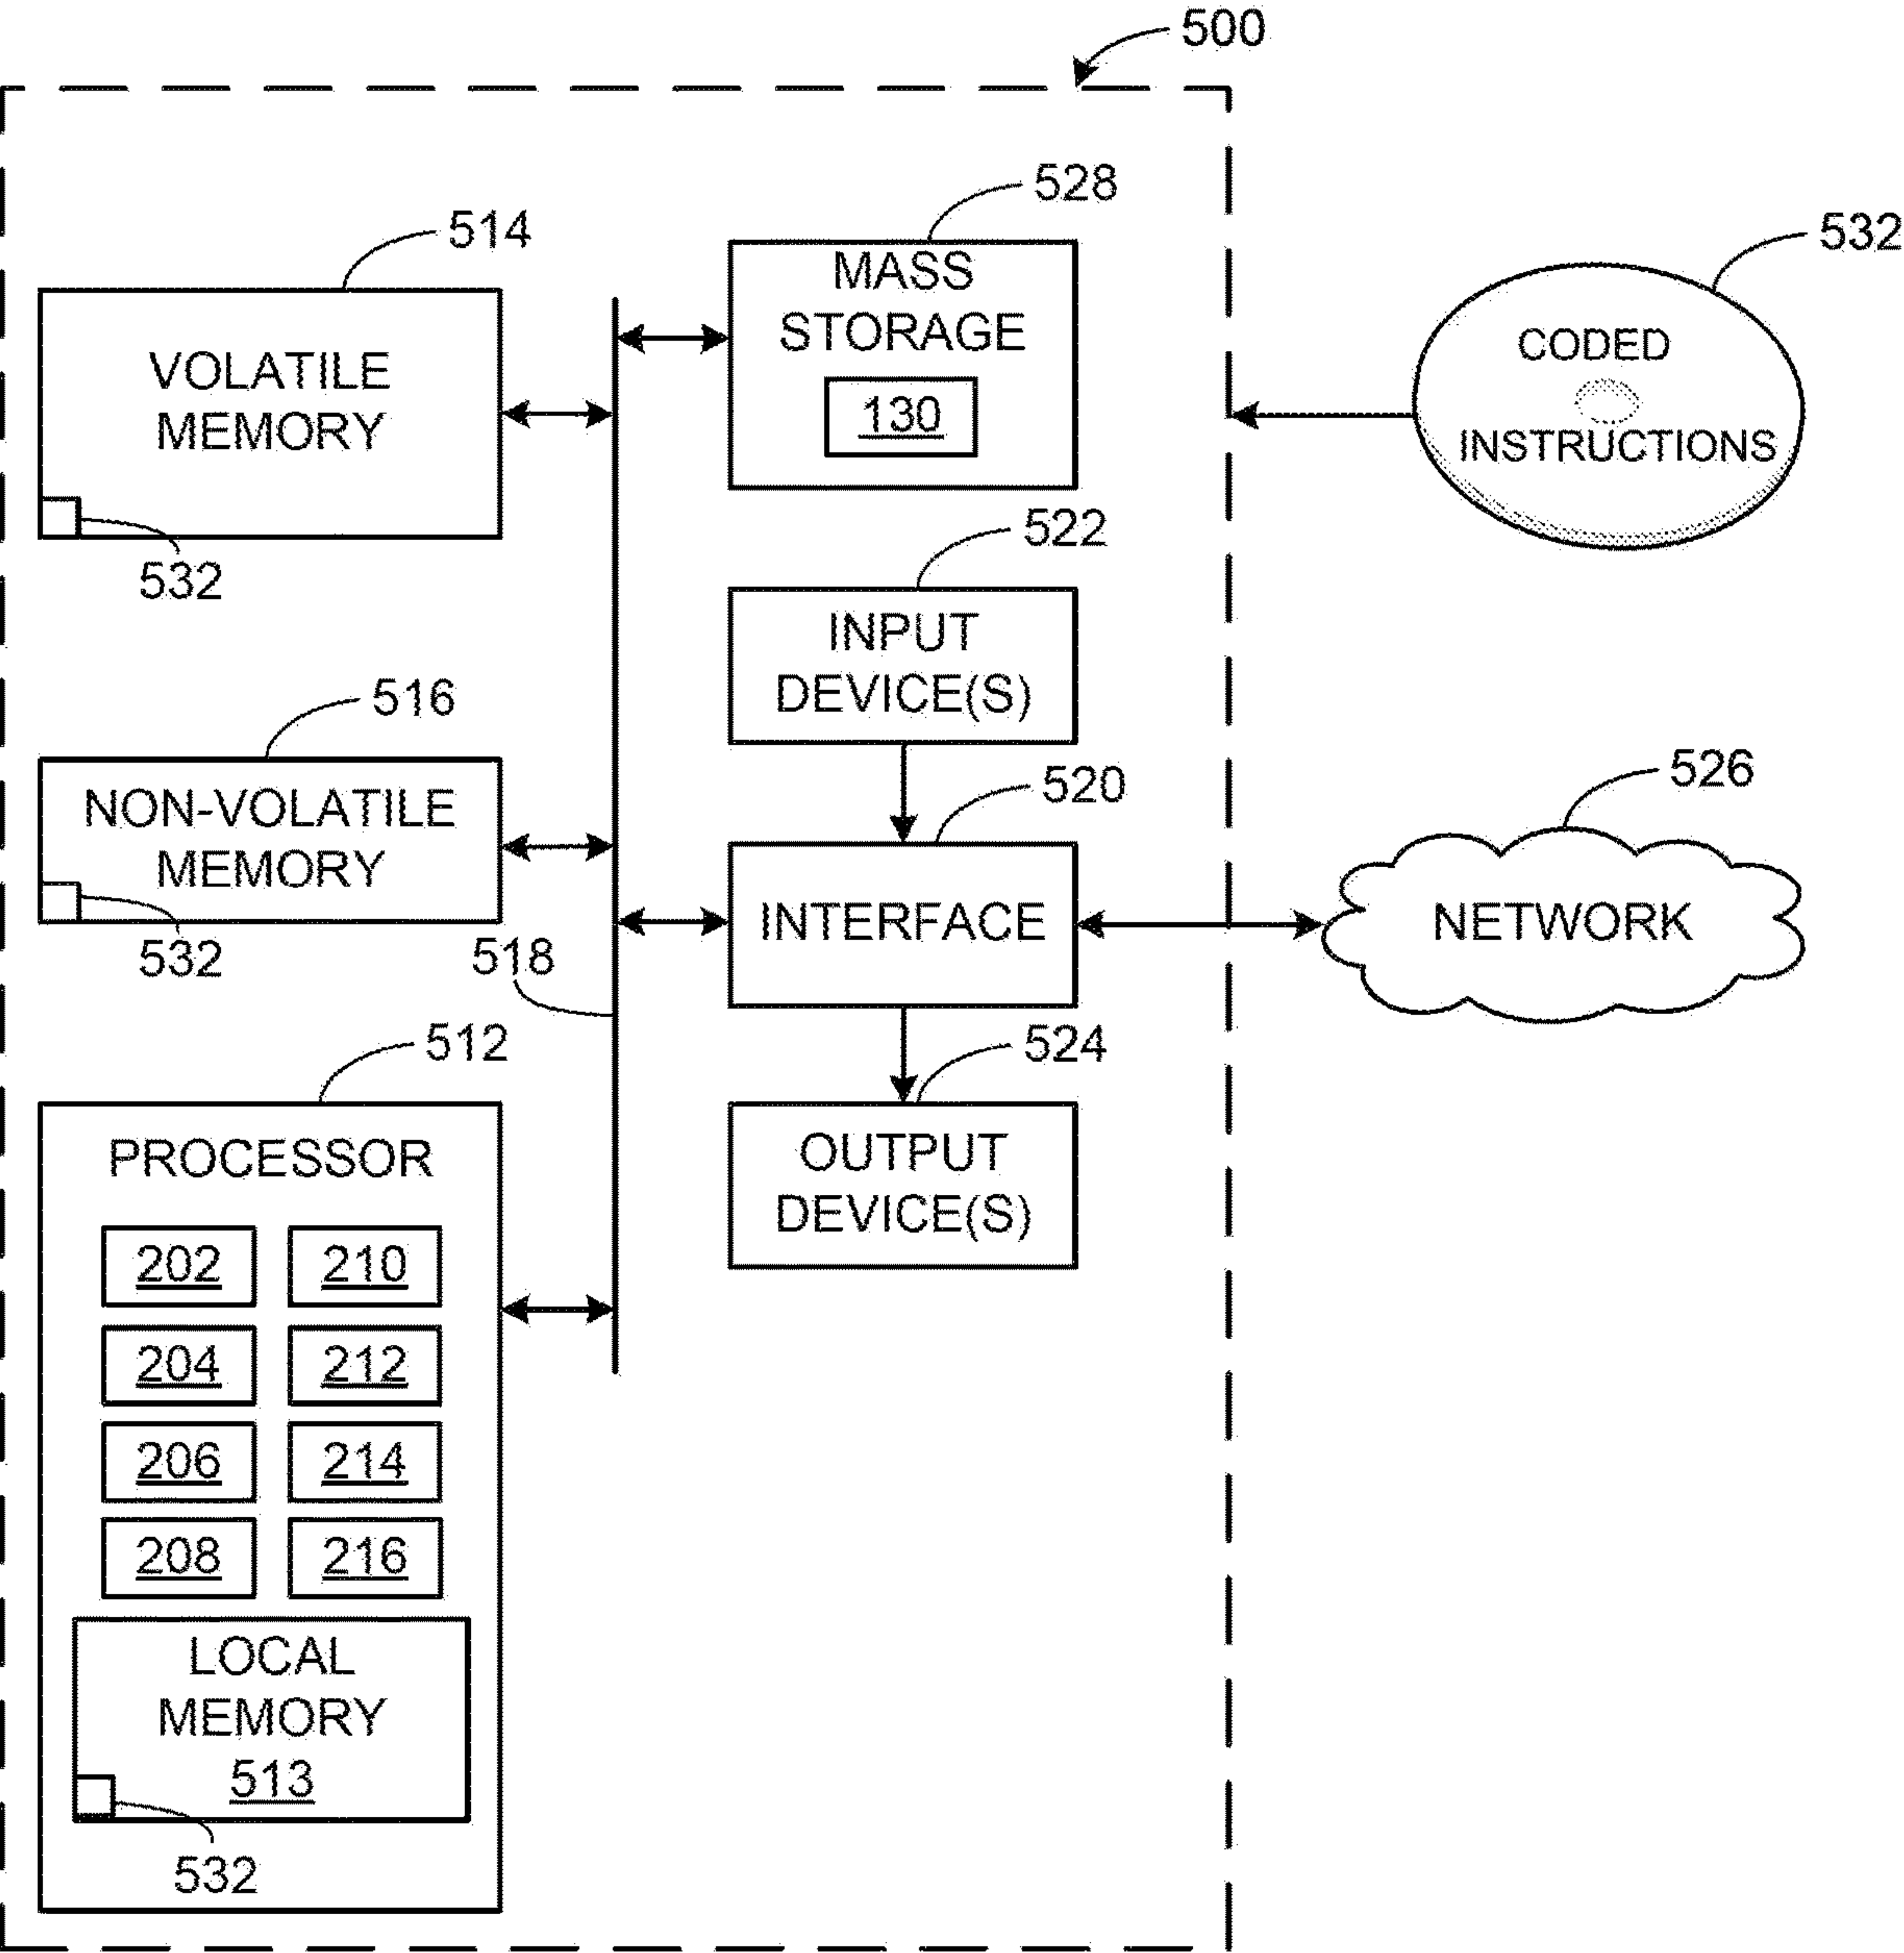 500
528
514
532
MASS
STORAGE
130
VOLATILE
MEMORY
532
CODED
INSTRUCTIONS
522
INPUT
DEVICE(S)
516
NON-VOLATILE
MEMORY
532
518
520
INTERFACE
526
NETWORK
512
524
OUTPUT
DEVICE(S)
PROCESSOR
202
210
204
212
206
214
208
216
LOCAL
MEMORY
513
532